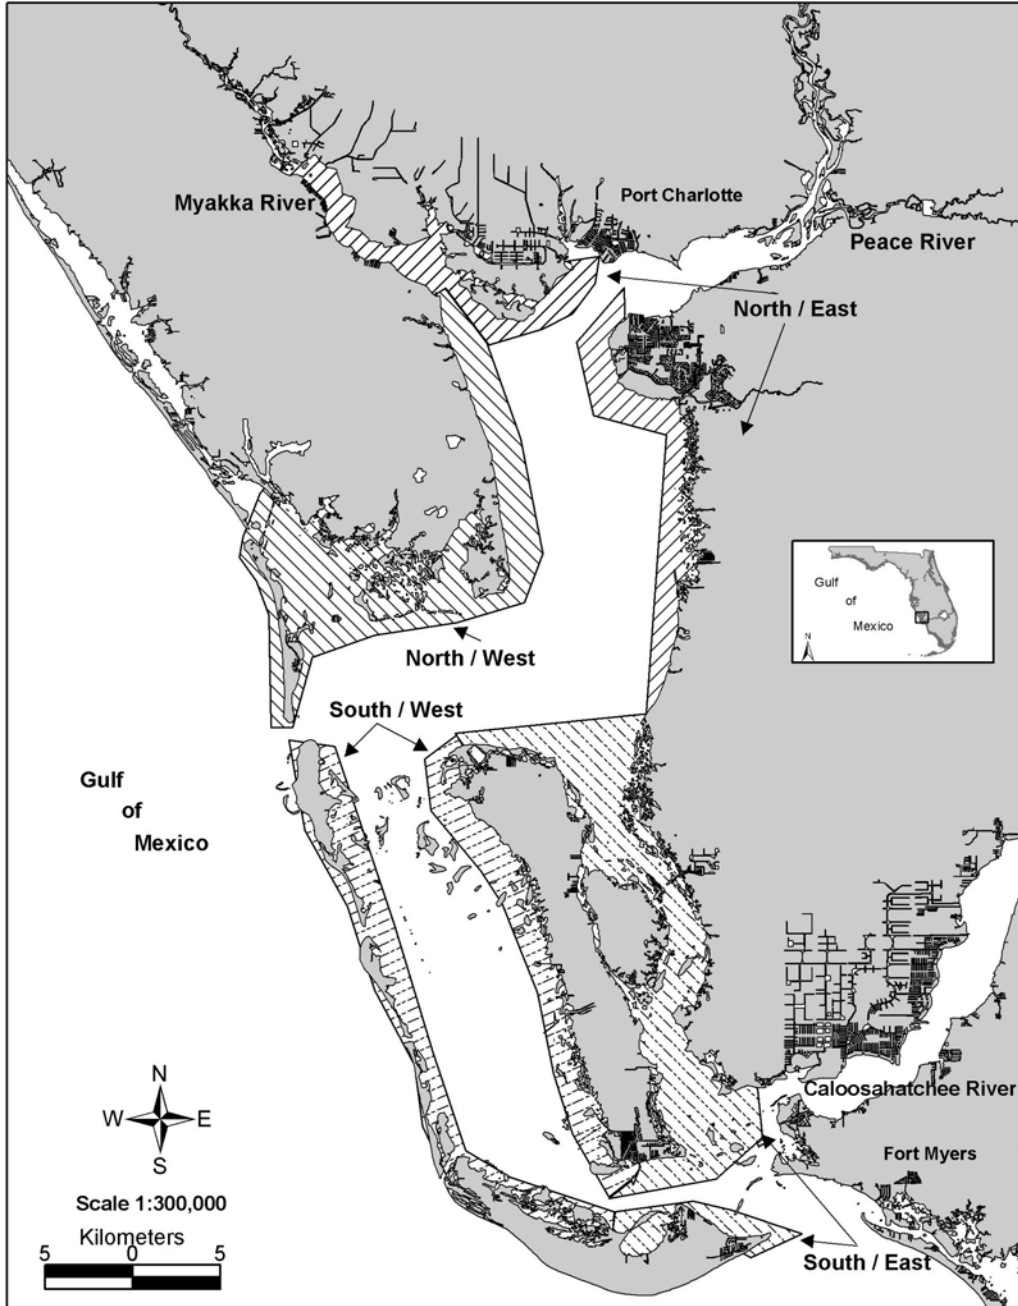 Port Charlotte
Myakka River
Peace River
North / East
Gulf
of
Mexico
N
North / West
South / West
Gulf
of
Mexico
N
W E
S
Caloosahatchee River
Fort Myers
Scale 1:300,000
Kilometers
5 0 5
South / East